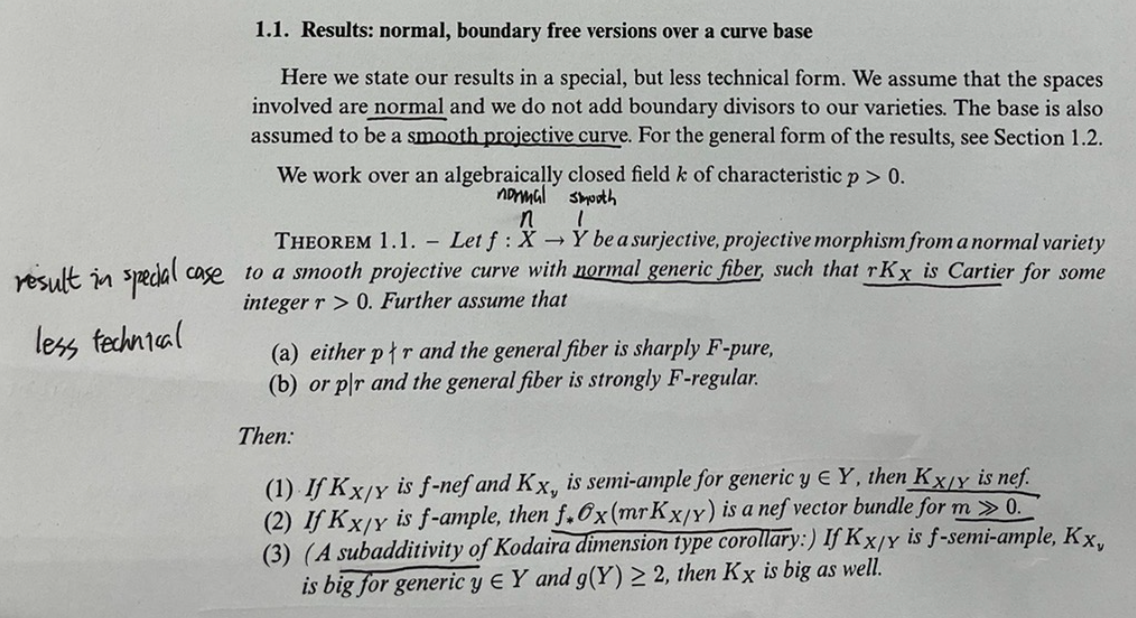 1.1. Results: normal, boundary free versions over a curve base
Here we state our results in a special, but less technical form. We assume that the spaces
involved are normal and we do not add boundary divisors to our varieties. The base is also
assumed to be a smooth projective curve. For the general form of the results, see Section 1.2.
We work over an algebraically closed field k of characteristic p > 0.
normal smooth
THEOREM 1.1. – Let f : X → Y be a surjective, projective morphism from a normal variety
result in special case
to a smooth projective curve with normal generic fiber, such that rK_X is Cartier for some
integer r > 0. Further assume that
less technical
(a) either p ∤ r and the general fiber is sharply F-pure,
(b) or p|r and the general fiber is strongly F-regular.
Then:
(1) If K_{X/Y} is f-nef and K_{X_y} is semi-ample for generic y ∈ Y, then K_{X/Y} is nef.
(2) If K_{X/Y} is f-ample, then f_*𝒪_X(mrK_{X/Y}) is a nef vector bundle for m ≫ 0.
(3) (A subadditivity of Kodaira dimension type corollary:) If K_{X/Y} is f-semi-ample, K_{X_y}
is big for generic y ∈ Y and g(Y) ≥ 2, then K_X is big as well.